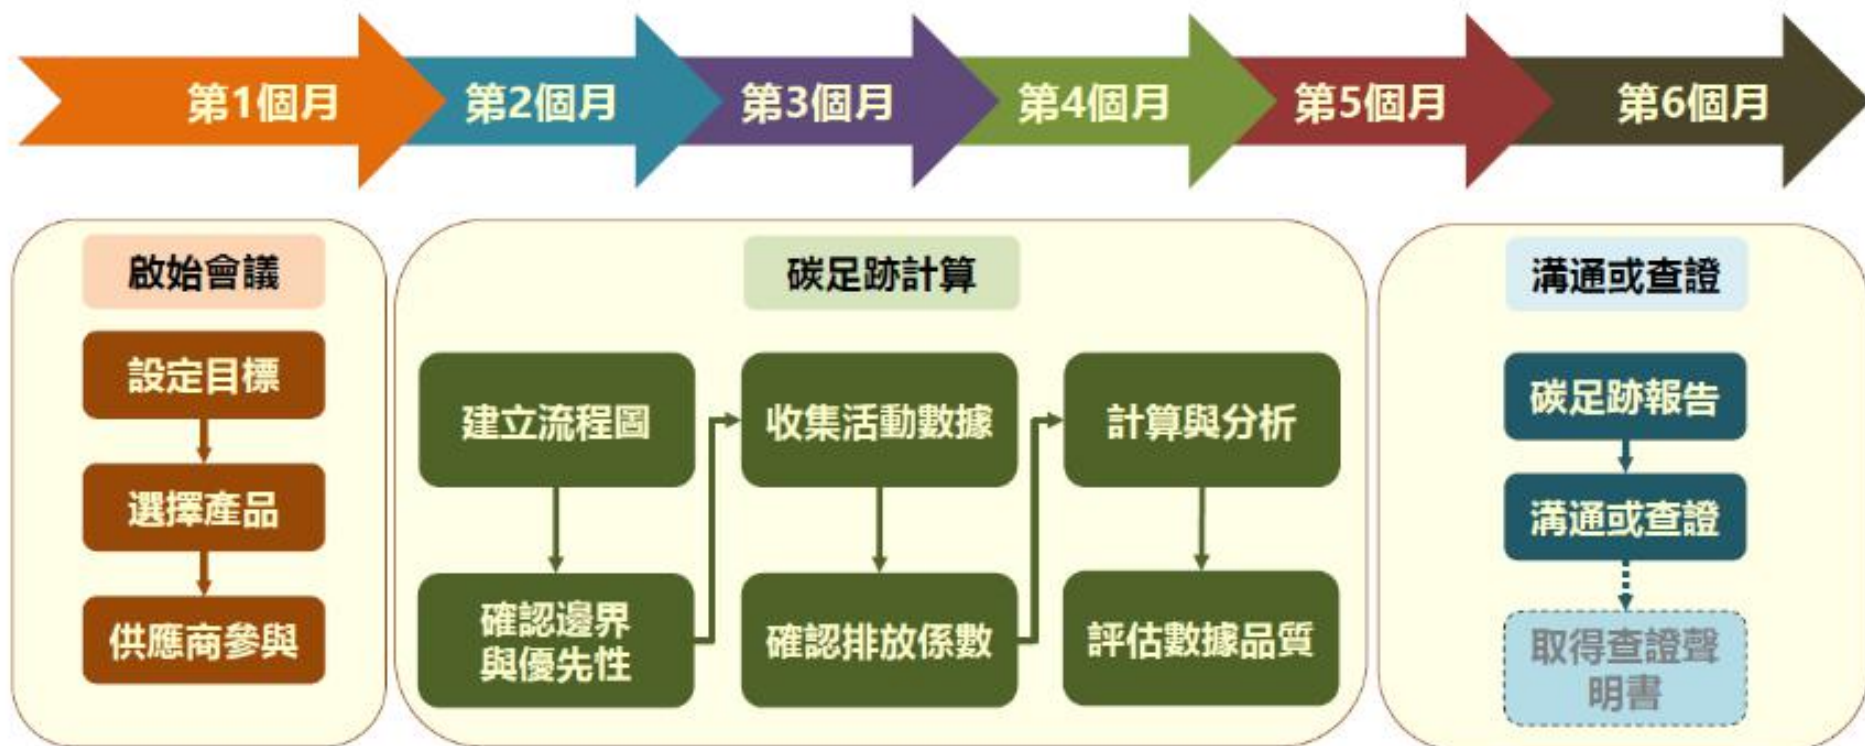 第1個月
第2個月
第3個月
第4個月
第5個月
第6個月
啟始會議
設定目標
選擇產品
供應商參與
碳足跡計算
建立流程圖
確認邊界
與優先性
收集活動數據
確認排放係數
計算與分析
評估數據品質
溝通或查證
碳足跡報告
溝通或查證
取得查證聲
明書